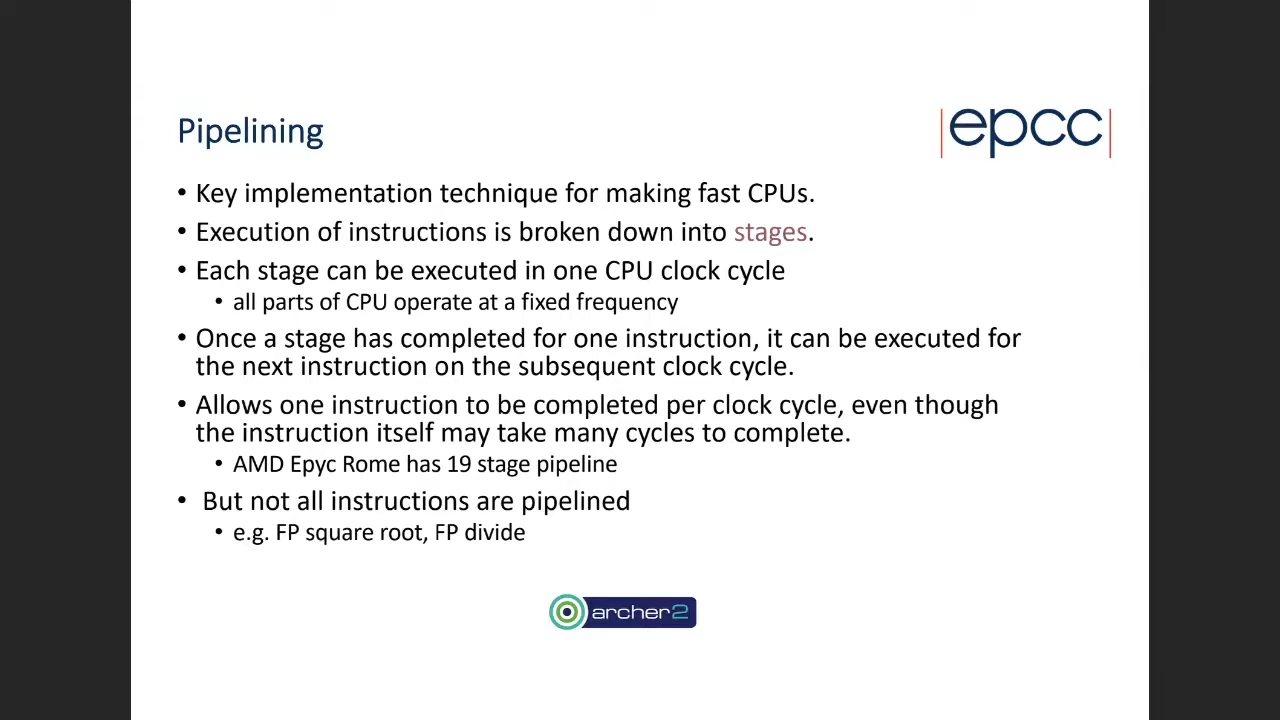 Pipelining
|epcc|
• Key implementation technique for making fast CPUs.
• Execution of instructions is broken down into stages.
• Each stage can be executed in one CPU clock cycle
• all parts of CPU operate at a fixed frequency
• Once a stage has completed for one instruction, it can be executed for
the next instruction on the subsequent clock cycle.
• Allows one instruction to be completed per clock cycle, even though
the instruction itself may take many cycles to complete.
• AMD Epyc Rome has 19 stage pipeline
• But not all instructions are pipelined
• e.g. FP square root, FP divide
archer2